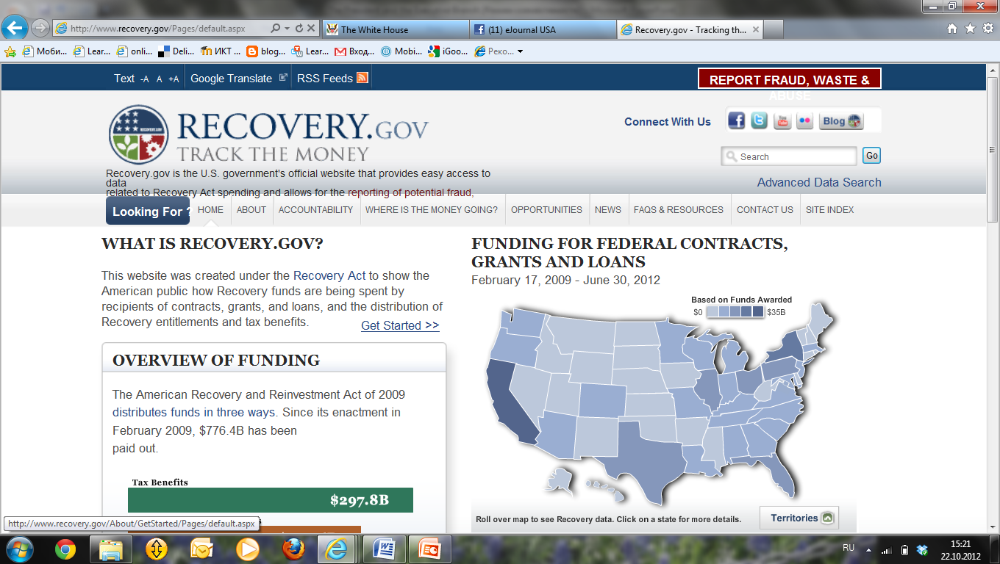 http://www.recovery.gov/Pages/default.aspx
The White House
(11) eJournal USA
Recovery.gov - Tracking th...
Моби... Lear... onli... Deli... ИКТ ... blog... Lear... Вход... Mobi... iGoo... Реко...
Text -A A +A Google Translate RSS Feeds
REPORT FRAUD, WASTE &
ABUSE
RECOVERY.GOV
TRACK THE MONEY
Connect With Us
Blog
Search Go
Recovery.gov is the U.S. government's official website that provides easy access to
data
related to Recovery Act spending and allows for the reporting of potential fraud,
Advanced Data Search
Looking For ?
HOME ABOUT ACCOUNTABILITY WHERE IS THE MONEY GOING? OPPORTUNITIES NEWS FAQS & RESOURCES CONTACT US SITE INDEX
WHAT IS RECOVERY.GOV?
This website was created under the Recovery Act to show the
American public how Recovery funds are being spent by
recipients of contracts, grants, and loans, and the distribution of
Recovery entitlements and tax benefits.
Get Started >>
OVERVIEW OF FUNDING
The American Recovery and Reinvestment Act of 2009
distributes funds in three ways. Since its enactment in
February 2009, $776.4B has been
paid out.
Tax Benefits
$297.8B
FUNDING FOR FEDERAL CONTRACTS,
GRANTS AND LOANS
February 17, 2009 - June 30, 2012
Based on Funds Awarded
$0 $35B
Roll over map to see Recovery data. Click on a state for more details.
Territories
http://www.recovery.gov/About/GetStarted/Pages/default.aspx
RU
15:21
22.10.2012